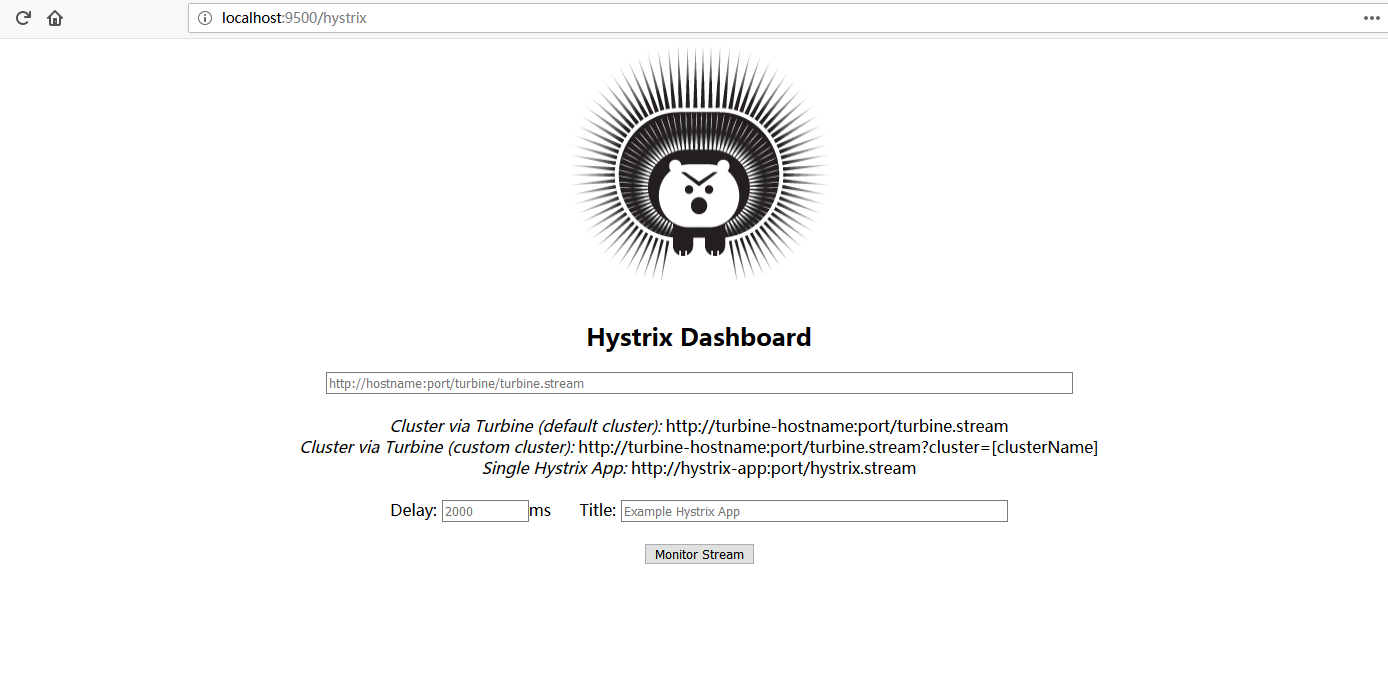 localhost:9500/hystrix
Hystrix Dashboard
http://hostname:port/turbine/turbine.stream
Cluster via Turbine (default cluster): http://turbine-hostname:port/turbine.stream
Cluster via Turbine (custom cluster): http://turbine-hostname:port/turbine.stream?cluster=[clusterName]
Single Hystrix App: http://hystrix-app:port/hystrix.stream
Delay: 2000 ms Title: Example Hystrix App
Monitor Stream